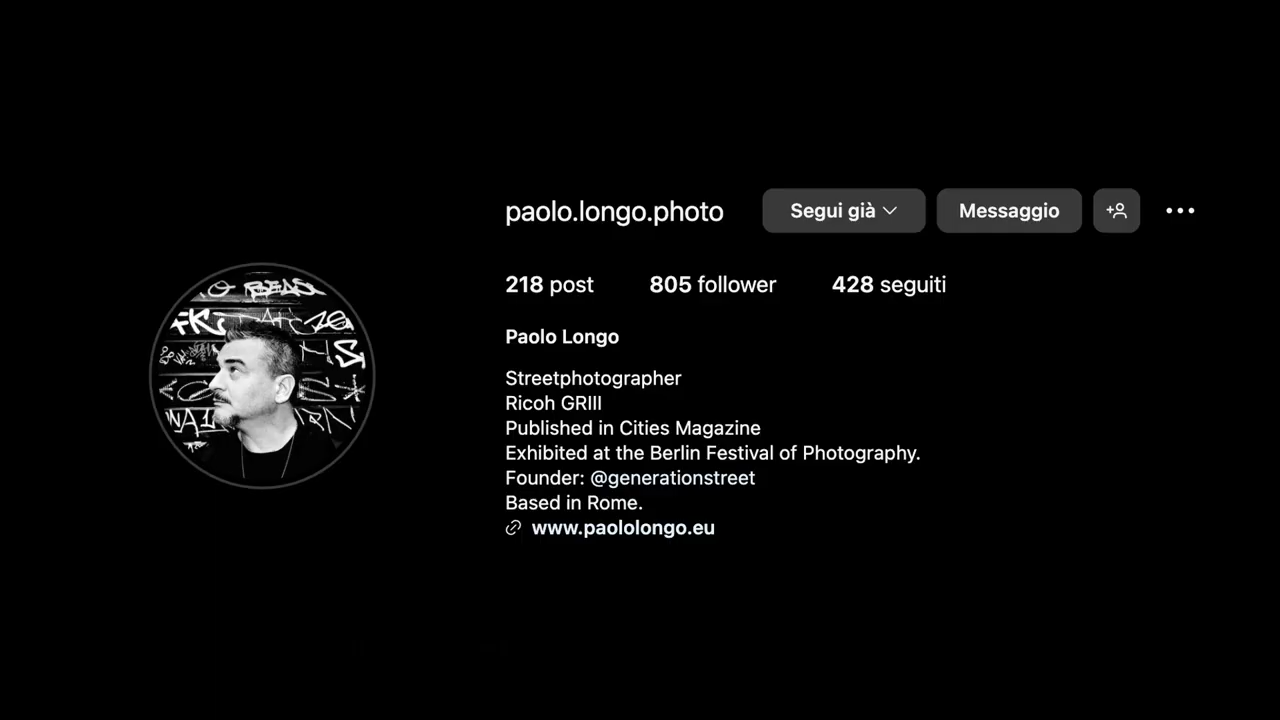 paolo.longo.photo Segui già Messaggio
218 post 805 follower 428 seguiti
Paolo Longo
Streetphotographer
Ricoh GRIII
Published in Cities Magazine
Exhibited at the Berlin Festival of Photography.
Founder: @generationstreet
Based in Rome.
www.paololongo.eu